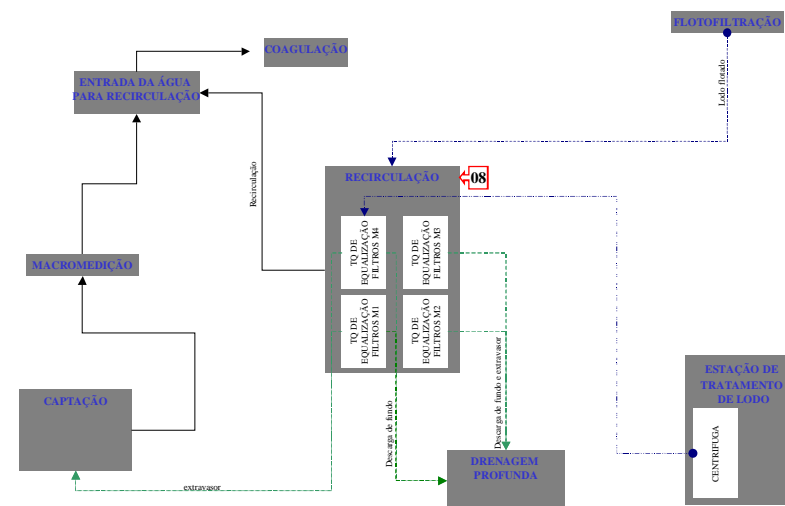 FLOTOFILTRAÇÃO
COAGULAÇÃO
ENTRADA DA ÁGUA
PARA RECIRCULAÇÃO
Lodo flotado
Recirculação
RECIRCULAÇÃO
08
TQ DE
EQUALIZAÇÃO
FILTROS M4
TQ DE
EQUALIZAÇÃO
FILTROS M3
MACROMEDIÇÃO
TQ DE
EQUALIZAÇÃO
FILTROS M1
TQ DE
EQUALIZAÇÃO
FILTROS M2
ESTAÇÃO DE
TRATAMENTO
DE LODO
CAPTAÇÃO
Descarga de fundo
Descarga de fundo e extravasor
CENTRIFUGA
DRENAGEM
PROFUNDA
extravasor